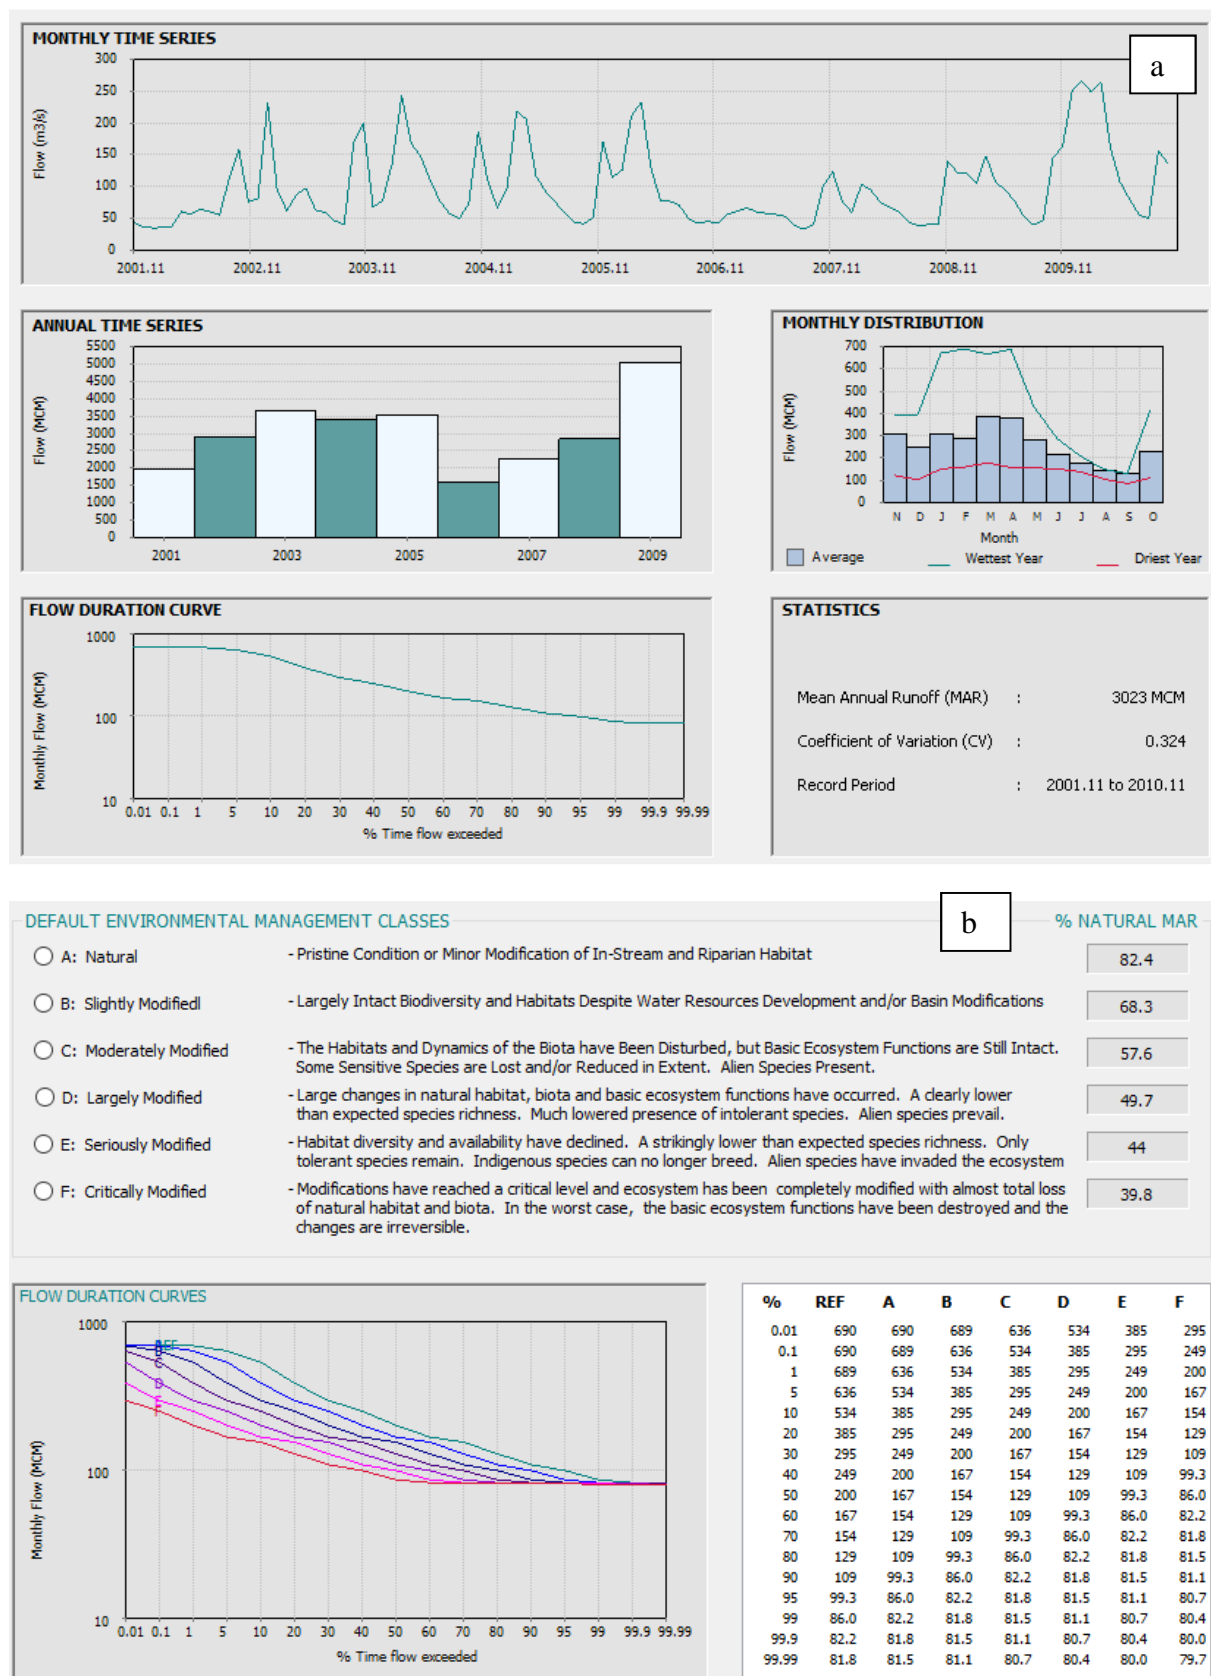 MONTHLY TIME SERIES
a
300
250
200
150
100
50
0
Flow (m3/s)
2001.11 2002.11 2003.11 2004.11 2005.11 2006.11 2007.11 2008.11 2009.11
ANNUAL TIME SERIES
5500
5000
4500
4000
3500
3000
2500
2000
1500
1000
500
0
Flow (MCM)
2001 2003 2005 2007 2009
MONTHLY DISTRIBUTION
700
600
500
400
300
200
100
0
Flow (MCM)
N D J F M A M J J A S O
Month
Average Wettest Year Driest Year
FLOW DURATION CURVE
1000
100
10
Monthly Flow (MCM)
0.01 0.1 1 5 10 20 30 40 50 60 70 80 90 95 99 99.9 99.99
% Time flow exceeded
STATISTICS
Mean Annual Runoff (MAR) : 3023 MCM
Coefficient of Variation (CV) : 0.324
Record Period : 2001.11 to 2010.11
b
DEFAULT ENVIRONMENTAL MANAGEMENT CLASSES % NATURAL MAR
A: Natural - Pristine Condition or Minor Modification of In-Stream and Riparian Habitat 82.4
B: Slightly Modifiedl - Largely Intact Biodiversity and Habitats Despite Water Resources Development and/or Basin Modifications 68.3
C: Moderately Modified - The Habitats and Dynamics of the Biota have Been Disturbed, but Basic Ecosystem Functions are Still Intact. 57.6
Some Sensitive Species are Lost and/or Reduced in Extent. Alien Species Present.
D: Largely Modified - Large changes in natural habitat, biota and basic ecosystem functions have occurred. A clearly lower 49.7
than expected species richness. Much lowered presence of intolerant species. Alien species prevail.
E: Seriously Modified - Habitat diversity and availability have declined. A strikingly lower than expected species richness. Only 44
tolerant species remain. Indigenous species can no longer breed. Alien species have invaded the ecosystem
F: Critically Modified - Modifications have reached a critical level and ecosystem has been completely modified with almost total loss 39.8
of natural habitat and biota. In the worst case, the basic ecosystem functions have been destroyed and the
changes are irreversible.
FLOW DURATION CURVES
1000
100
10
Monthly Flow (MCM)
C
D
F
0.01 0.1 1 5 10 20 30 40 50 60 70 80 90 95 99 99.9 99.99
% Time flow exceeded
% REF A B C D E F
0.01 690 690 689 636 534 385 295
0.1 690 689 636 534 385 295 249
1 689 636 534 385 295 249 200
5 636 534 385 295 249 200 167
10 534 385 295 249 200 167 154
20 385 295 249 200 167 154 129
30 295 249 200 167 154 129 109
40 249 200 167 154 129 109 99.3
50 200 167 154 129 109 99.3 86.0
60 167 154 129 109 99.3 86.0 82.2
70 154 129 109 99.3 86.0 82.2 81.8
80 129 109 99.3 86.0 82.2 81.8 81.5
90 109 99.3 86.0 82.2 81.8 81.5 81.1
95 99.3 86.0 82.2 81.8 81.5 81.1 80.7
99 86.0 82.2 81.8 81.5 81.1 80.7 80.4
99.9 82.2 81.8 81.5 81.1 80.7 80.4 80.0
99.99 81.8 81.5 81.1 80.7 80.4 80.0 79.7